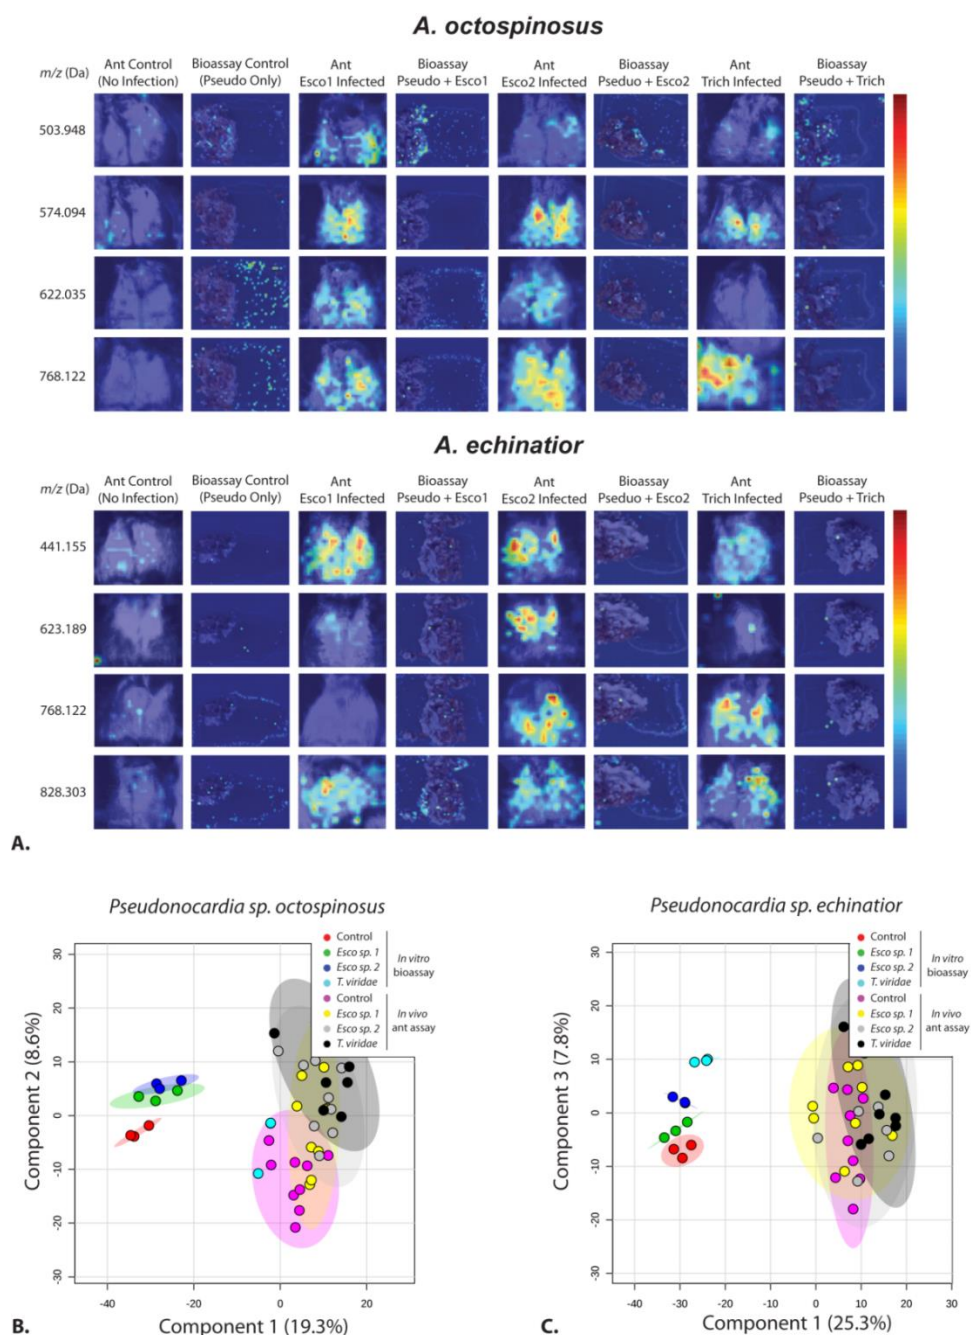 A. octospinosus
m/z (Da)
Ant Control
(No Infection)
Bioassay Control
(Pseudo Only)
Ant
Esco1 Infected
Bioassay
Pseudo + Esco1
Ant
Esco2 Infected
Bioassay
Pseduo + Esco2
Ant
Trich Infected
Bioassay
Pseudo + Trich
503.948
574.094
622.035
768.122
A. echinatior
m/z (Da)
Ant Control
(No Infection)
Bioassay Control
(Pseudo Only)
Ant
Esco1 Infected
Bioassay
Pseudo + Esco1
Ant
Esco2 Infected
Bioassay
Pseduo + Esco2
Ant
Trich Infected
Bioassay
Pseudo + Trich
441.155
623.189
768.122
828.303
A.
Pseudonocardia sp. octospinosus
Control
Esco sp. 1
Esco sp. 2
T. viridae
In vitro
bioassay
Control
Esco sp. 1
Esco sp. 2
T. viridae
In vivo
ant assay
Component 2 (8.6%)
30
20
10
0
-10
-20
-30
-40
-20
0
20
Component 1 (19.3%)
B.
Pseudonocardia sp. echinatior
Control
Esco sp. 1
Esco sp. 2
T. viridae
In vitro
bioassay
Control
Esco sp. 1
Esco sp. 2
T. viridae
In vivo
ant assay
Component 3 (7.8%)
30
20
10
0
-10
-20
-30
-40
-30
-20
-10
0
10
20
Component 1 (25.3%)
C.